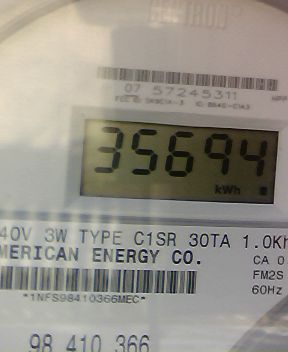 CENTRON
07 57245311
35694
kWh
40V 3W TYPE C1SR 30TA 1.0Kh
MERICAN ENERGY CO.
CA 0
FM2S
60Hz
*1NFS98410366MEC*
98 410 366